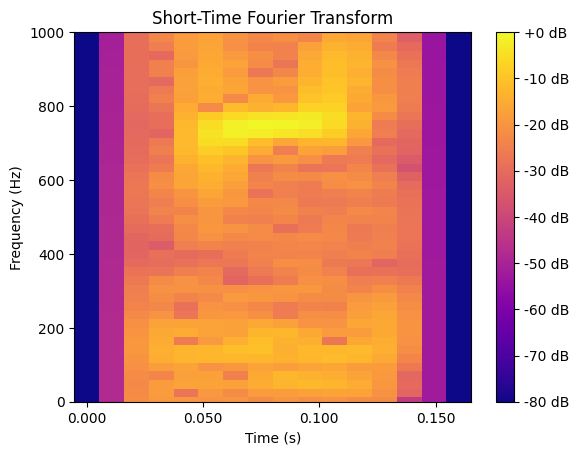 Short-Time Fourier Transform
1000
800
600
400
200
0
Frequency (Hz)
0.000
0.050
0.100
0.150
Time (s)
+0 dB
-10 dB
-20 dB
-30 dB
-40 dB
-50 dB
-60 dB
-70 dB
-80 dB